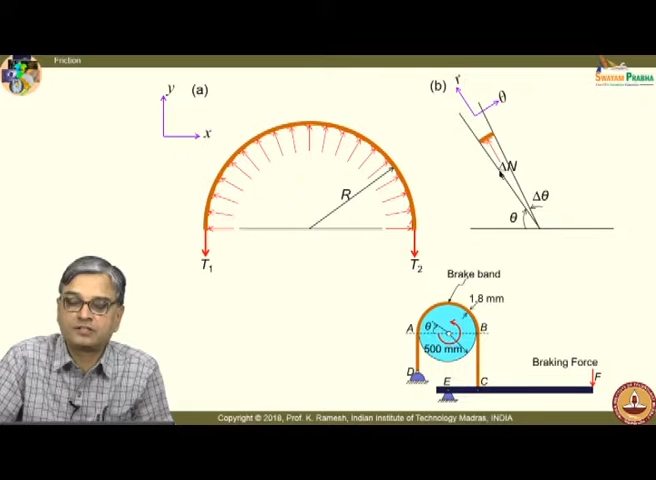 Friction
SWAYAM PRABHA
(a)
y
x
R
T1
T2
(b)
r
θ
ΔN
Δθ
θ
Brake band
1.8 mm
A
θ
B
500 mm
D
E
C
Braking Force
F
Copyright © 2018, Prof. K. Ramesh, Indian Institute of Technology Madras, INDIA